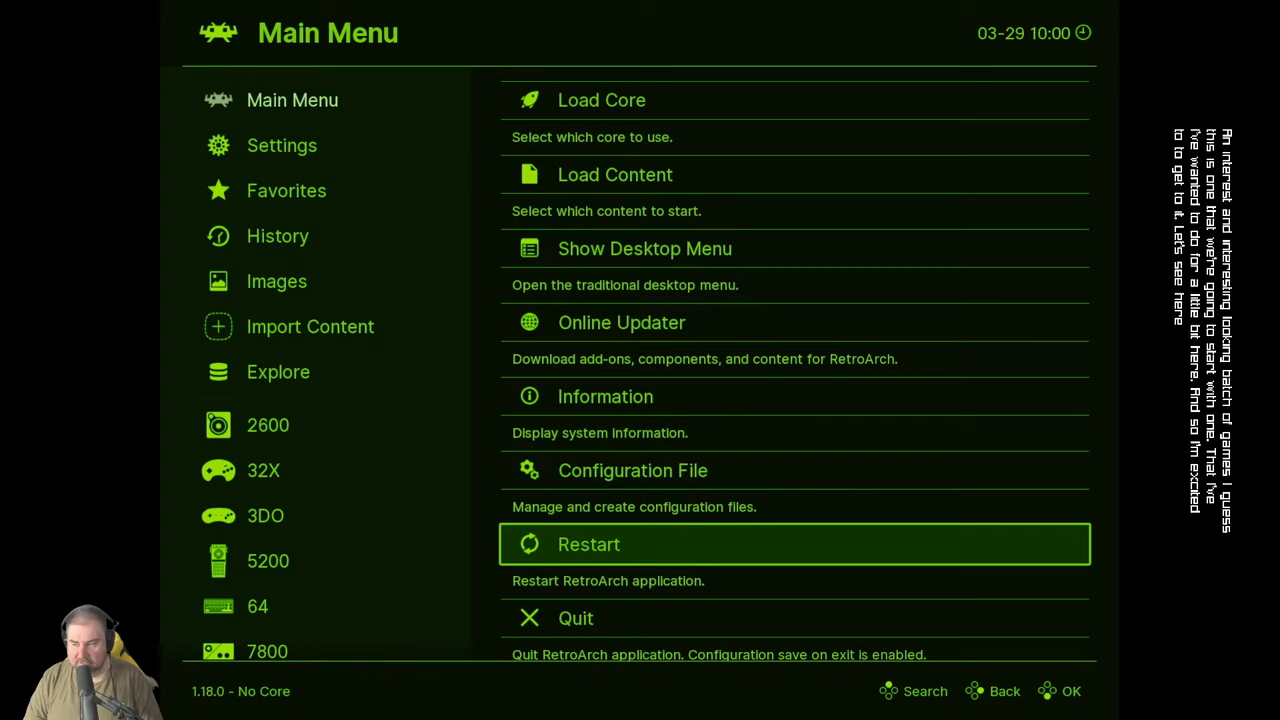 Main Menu
03-29 10:00
Main Menu
Settings
Favorites
History
Images
Import Content
Explore
2600
32X
3DO
5200
64
7800
Load Core
Select which core to use.
Load Content
Select which content to start.
Show Desktop Menu
Open the traditional desktop menu.
Online Updater
Download add-ons, components, and content for RetroArch.
Information
Display system information.
Configuration File
Manage and create configuration files.
Restart
Restart RetroArch application.
Quit
Quit RetroArch application. Configuration save on exit is enabled.
1.18.0 - No Core
Search
Back
OK
An interest and interesting looking batch of games I guess
this is one that we're going to start with one. That I've
I've wanted to do for a little bit here. And so I'm excited
to to get to it. Let's see here